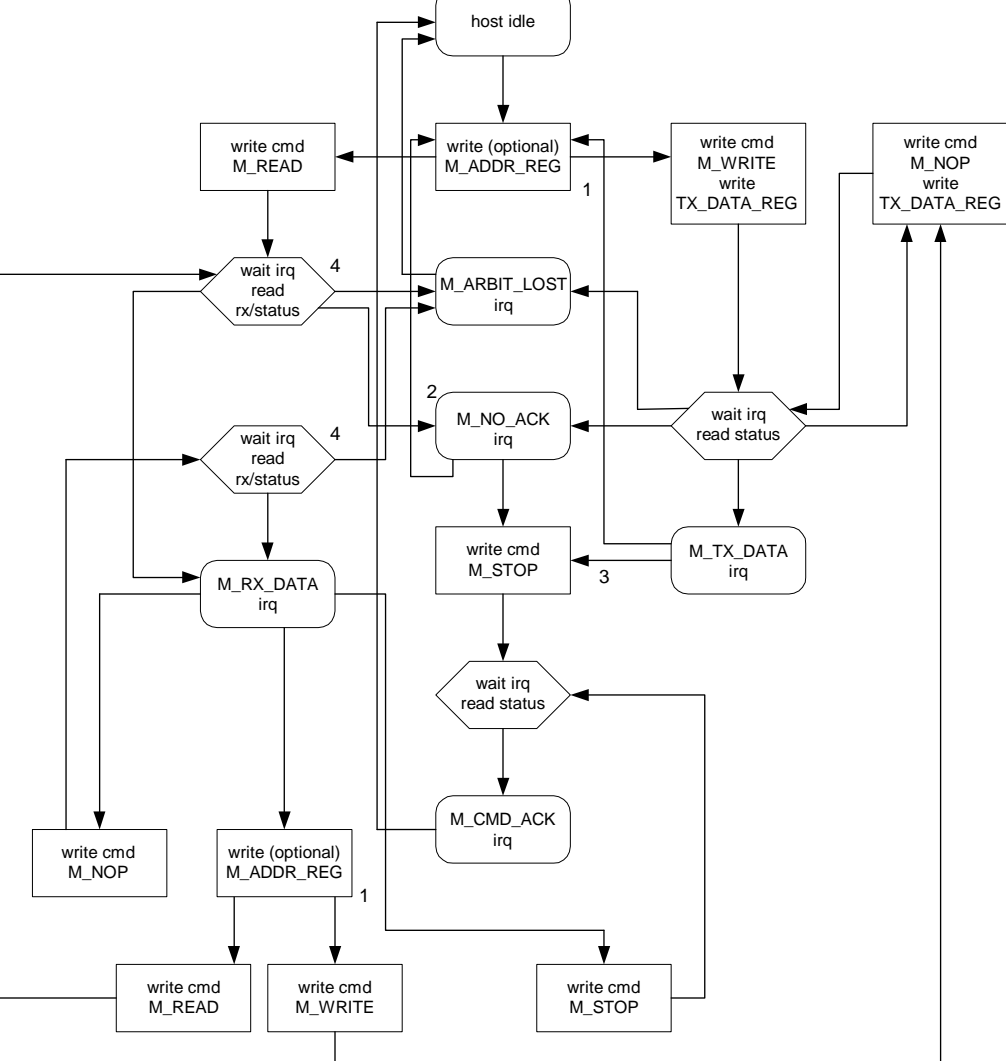 host idle
write cmd
M_READ
write (optional)
M_ADDR_REG
1
write cmd
M_WRITE
write
TX_DATA_REG
write cmd
M_NOP
write
TX_DATA_REG
wait irq
read
rx/status
4
M_ARBIT_LOST
irq
2
M_NO_ACK
irq
wait irq
read status
wait irq
read
rx/status
4
write cmd
M_STOP
3
M_TX_DATA
irq
M_RX_DATA
irq
wait irq
read status
M_CMD_ACK
irq
write cmd
M_NOP
write (optional)
M_ADDR_REG
1
write cmd
M_READ
write cmd
M_WRITE
write cmd
M_STOP